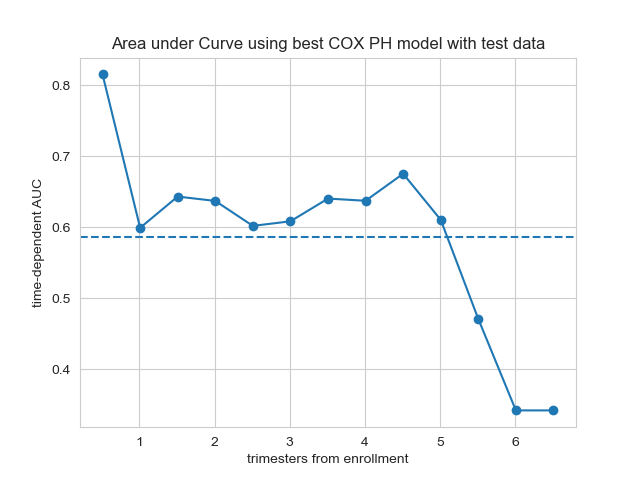 Area under Curve using best COX PH model with test data
time-dependent AUC
0.8
0.7
0.6
0.5
0.4
1 2 3 4 5 6
trimesters from enrollment